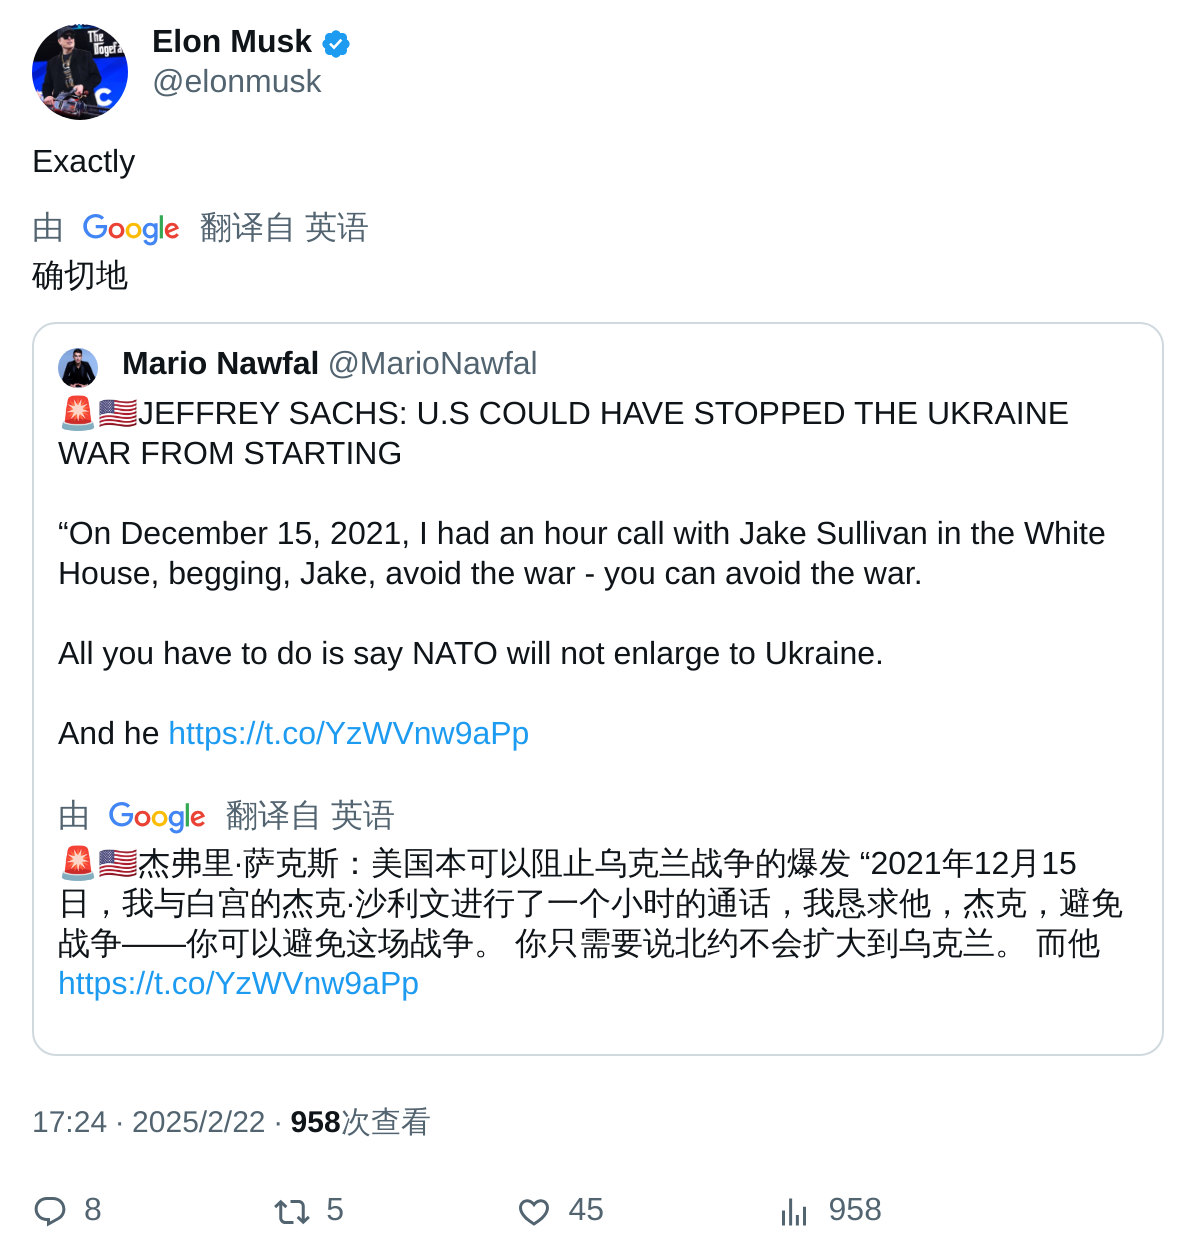 The
Dogefa
C
Elon Musk
@elonmusk
Exactly
由 Google 翻译自 英语
确切地
Mario Nawfal @MarioNawfal
🚨🇺🇸JEFFREY SACHS: U.S COULD HAVE STOPPED THE UKRAINE
WAR FROM STARTING
“On December 15, 2021, I had an hour call with Jake Sullivan in the White
House, begging, Jake, avoid the war - you can avoid the war.
All you have to do is say NATO will not enlarge to Ukraine.
And he https://t.co/YzWVnw9aPp
由 Google 翻译自 英语
🚨🇺🇸杰弗里·萨克斯：美国本可以阻止乌克兰战争的爆发 “2021年12月15
日，我与白宫的杰克·沙利文进行了一个小时的通话，我恳求他，杰克，避免
战争——你可以避免这场战争。 你只需要说北约不会扩大到乌克兰。 而他
https://t.co/YzWVnw9aPp
17:24 · 2025/2/22 · 958次查看
8 5 45 958